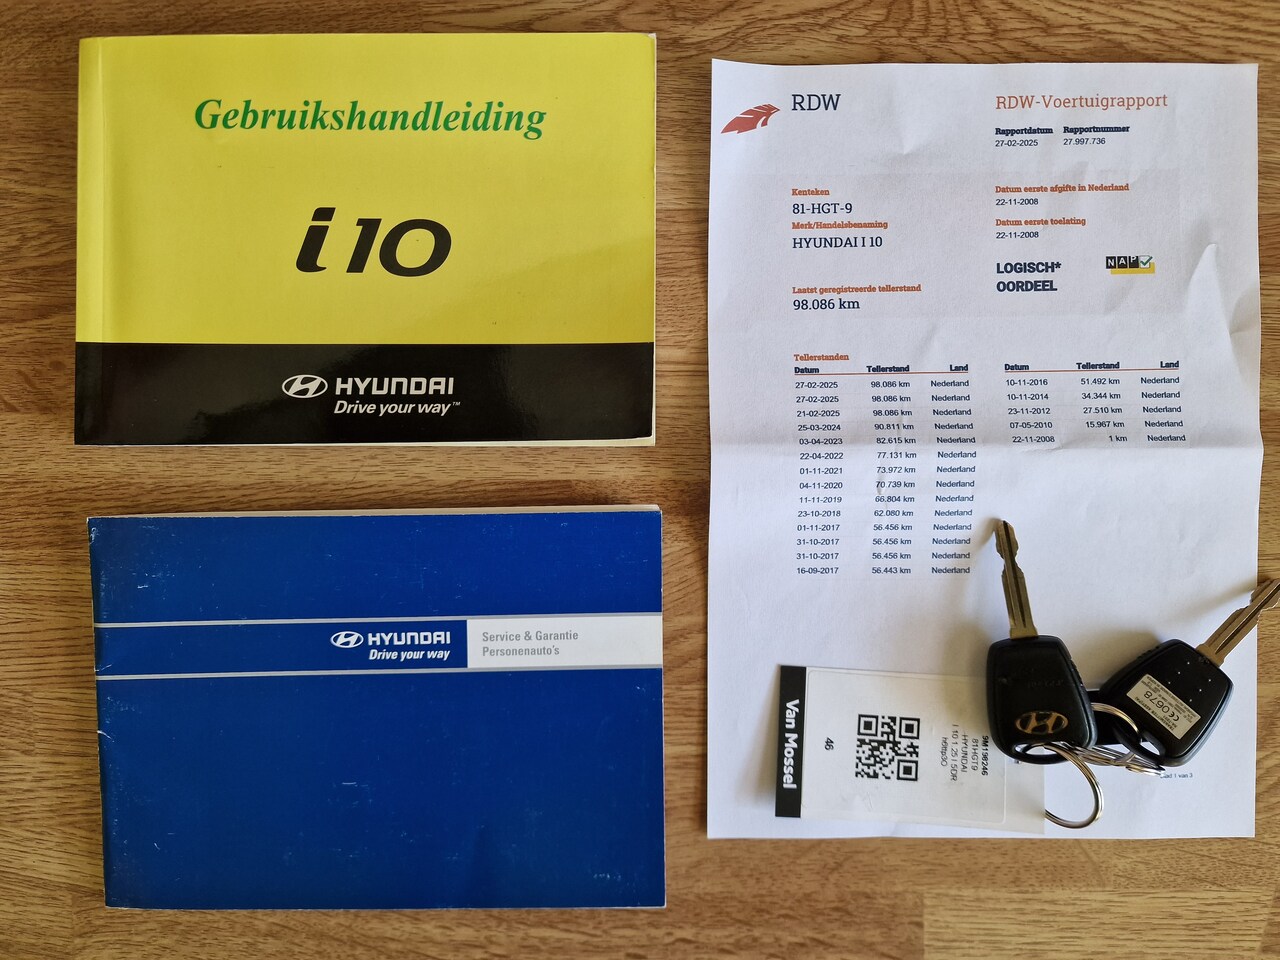 Gebruikshandleiding
i10
HYUNDAI
Drive your way™
HYUNDAI
Drive your way
Service & Garantie
Personenauto's
RDW
RDW-Voertuigrapport
Rapportdatum Rapportnummer
27-02-2025 27.997.736
Kenteken
81-HGT-9
Merk/Handelsbenaming
HYUNDAI I 10
Datum eerste afgifte in Nederland
22-11-2008
Datum eerste toelating
22-11-2008
LOGISCH*
OORDEEL
NAP
Laatst geregistreerde tellerstand
98.086 km
Tellerstanden
Datum Tellerstand Land
27-02-2025 98.086 km Nederland
27-02-2025 98.086 km Nederland
21-02-2025 98.086 km Nederland
25-03-2024 90.811 km Nederland
03-04-2023 82.615 km Nederland
22-04-2022 77.131 km Nederland
01-11-2021 73.972 km Nederland
04-11-2020 70.739 km Nederland
11-11-2019 66.804 km Nederland
23-10-2018 62.080 km Nederland
01-11-2017 56.456 km Nederland
31-10-2017 56.456 km Nederland
31-10-2017 56.456 km Nederland
16-09-2017 56.443 km Nederland
Datum Tellerstand Land
10-11-2016 51.492 km Nederland
10-11-2014 34.344 km Nederland
23-11-2012 27.510 km Nederland
07-05-2010 15.967 km Nederland
22-11-2008 1 km Nederland
Van Mossel
46
9M198246
81HGT9
HYUNDAI
I 10 1.25 I 5DR
CE0678
1 van 3